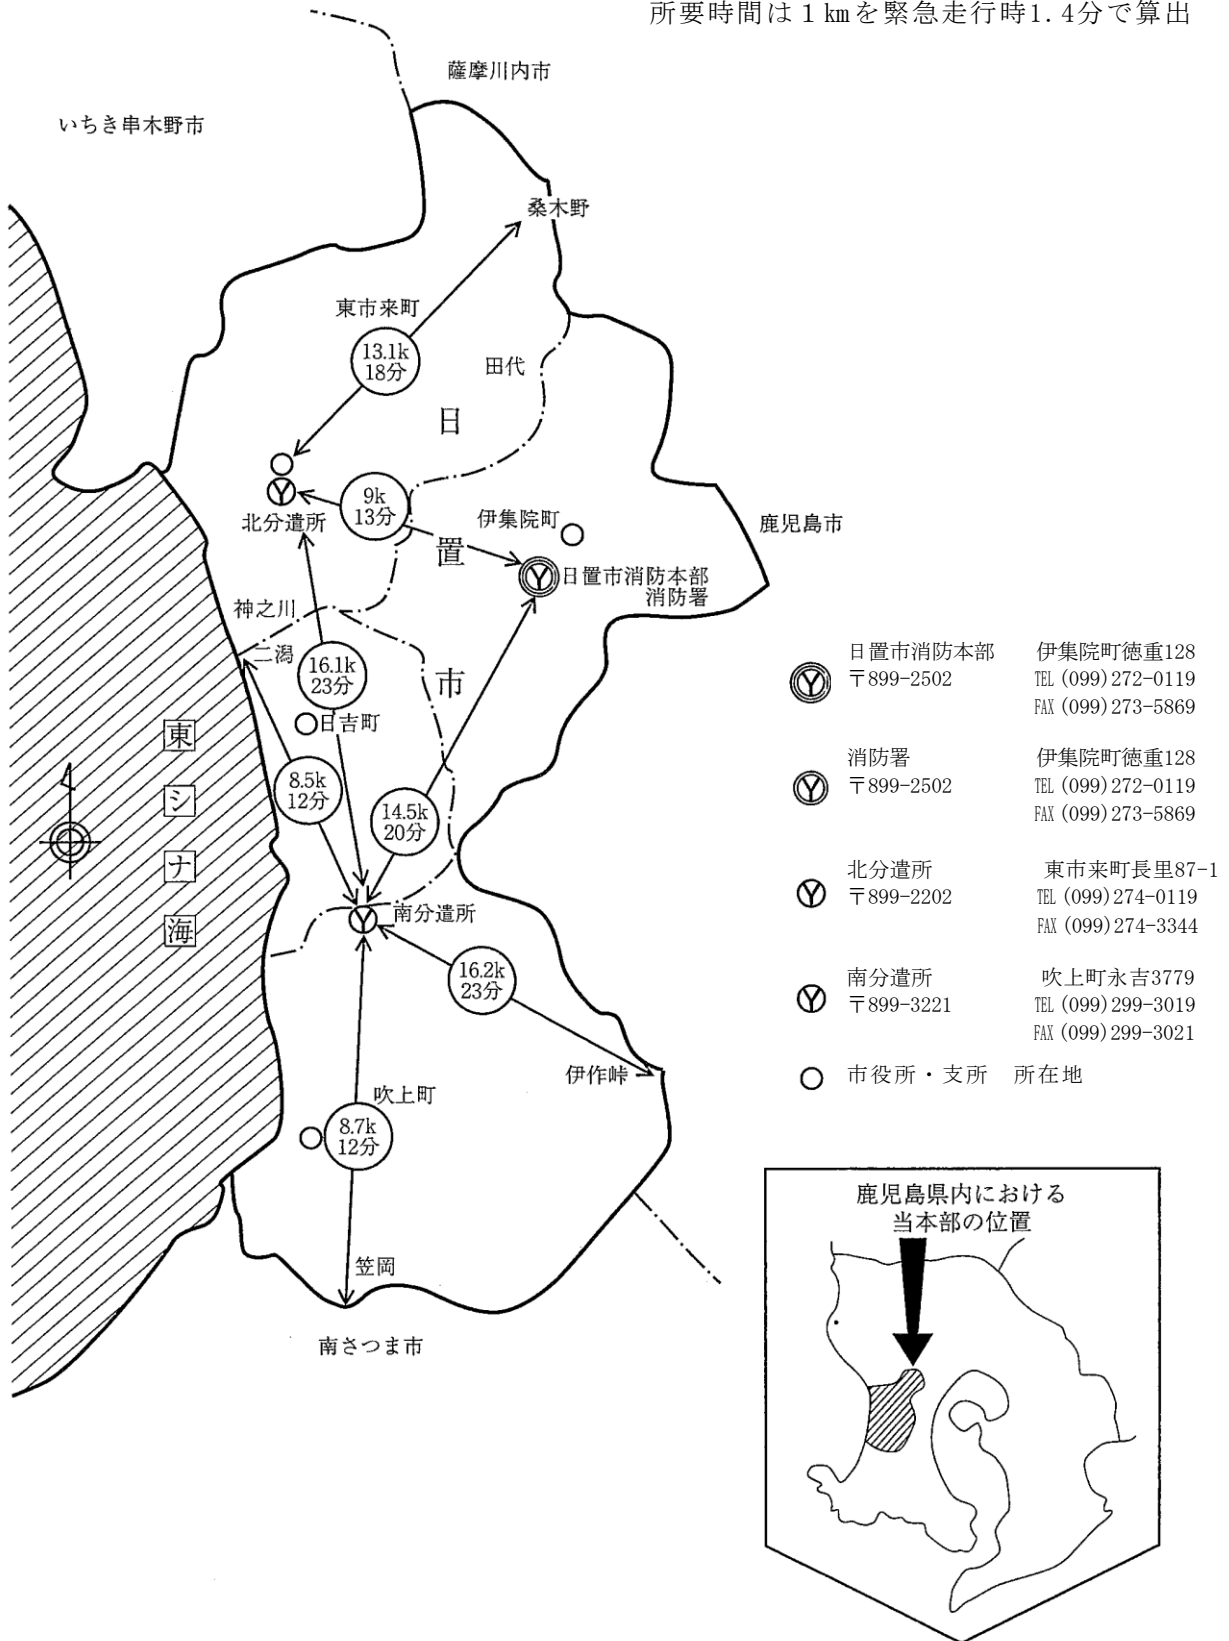 所要時間は１㎞を緊急走行時1.4分で算出
薩摩川内市
いちき串木野市
桑木野
東市来町
13.1k
18分
田代
日
9k
13分
北分遣所
伊集院町
鹿児島市
置
日置市消防本部
消防署
神之川
二潟
16.1k
23分
市
日吉町
東
シ
ナ
海
8.5k
12分
14.5k
20分
南分遣所
16.2k
23分
伊作峠
吹上町
8.7k
12分
笠岡
南さつま市
日置市消防本部 伊集院町徳重128
〒899-2502 TEL (099)272-0119
FAX (099)273-5869
消防署 伊集院町徳重128
〒899-2502 TEL (099)272-0119
FAX (099)273-5869
北分遣所 東市来町長里87-1
〒899-2202 TEL (099)274-0119
FAX (099)274-3344
南分遣所 吹上町永吉3779
〒899-3221 TEL (099)299-3019
FAX (099)299-3021
市役所・支所 所在地
鹿児島県内における
当本部の位置